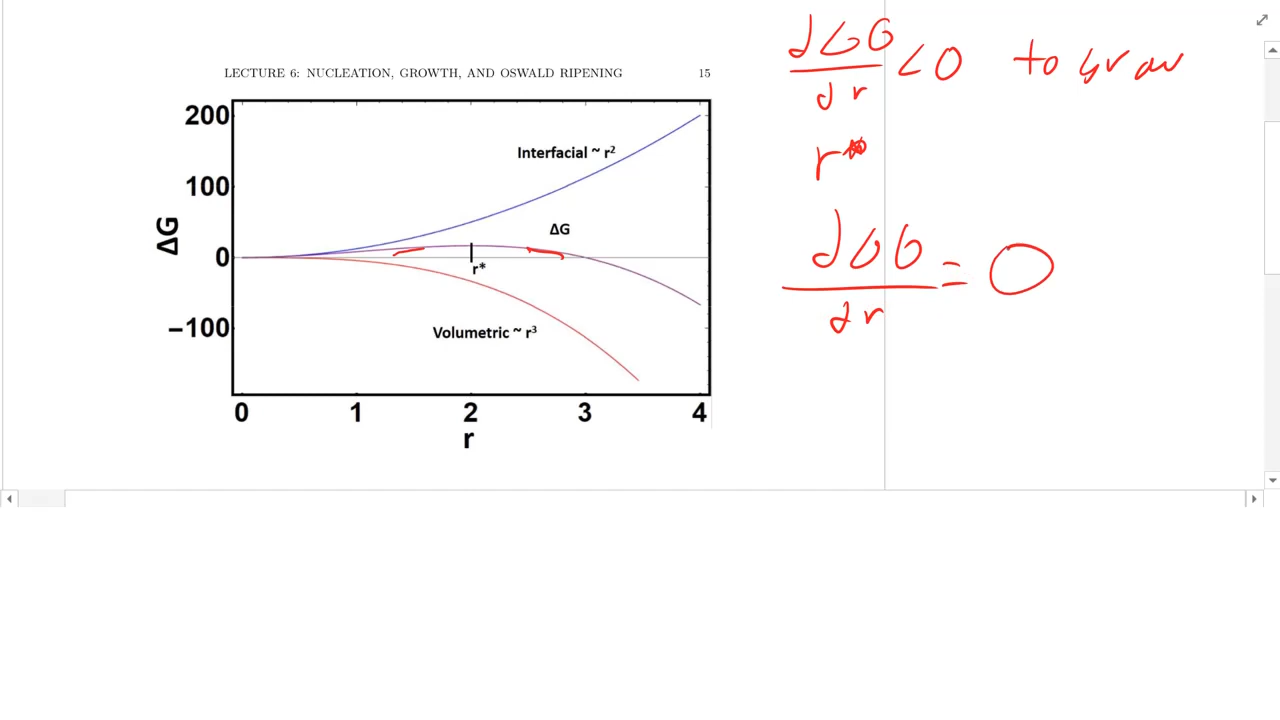 LECTURE 6: NUCLEATION, GROWTH, AND OSWALD RIPENING 15
200
100
0
−100
ΔG
Interfacial ~ r²
ΔG
r*
Volumetric ~ r³
0 1 2 3 4
r
dΔG/dr < 0 to grow
r*
dΔG/dr = 0